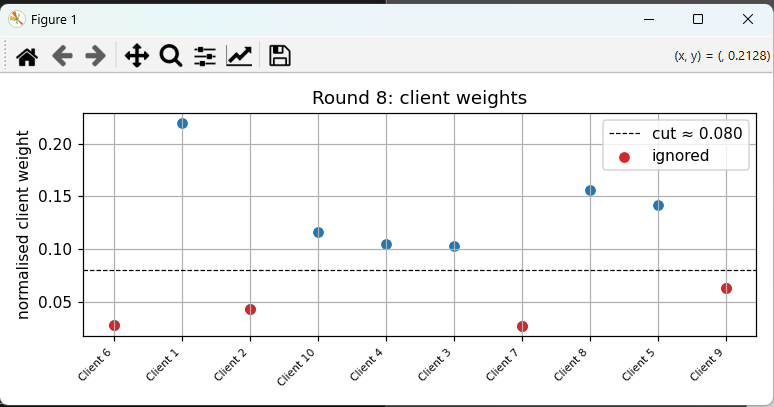 Figure 1
(x, y) = (, 0.2128)
Round 8: client weights
normalised client weight
0.20
0.15
0.10
0.05
cut ≈ 0.080
ignored
Client 6
Client 1
Client 2
Client 10
Client 4
Client 3
Client 7
Client 8
Client 5
Client 9